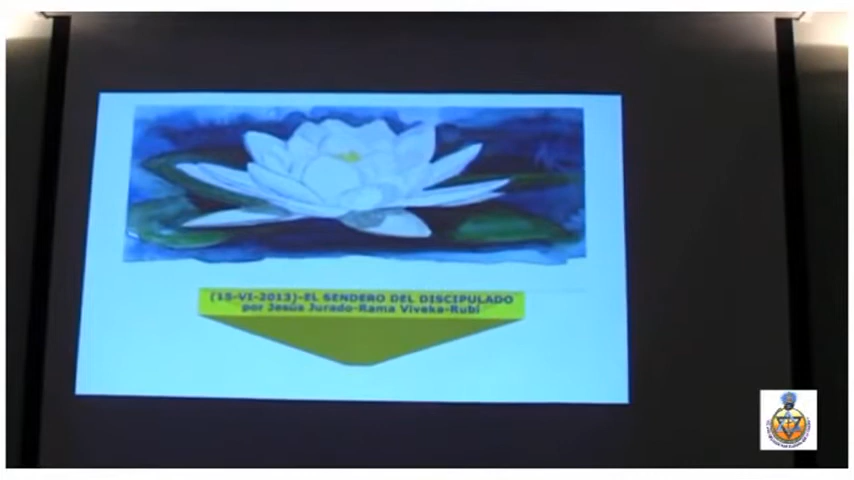 (15-VI-2013)-EL SENDERO DEL DISCIPULADO
por Jesús Jurado-Rama Viveka-Rubí